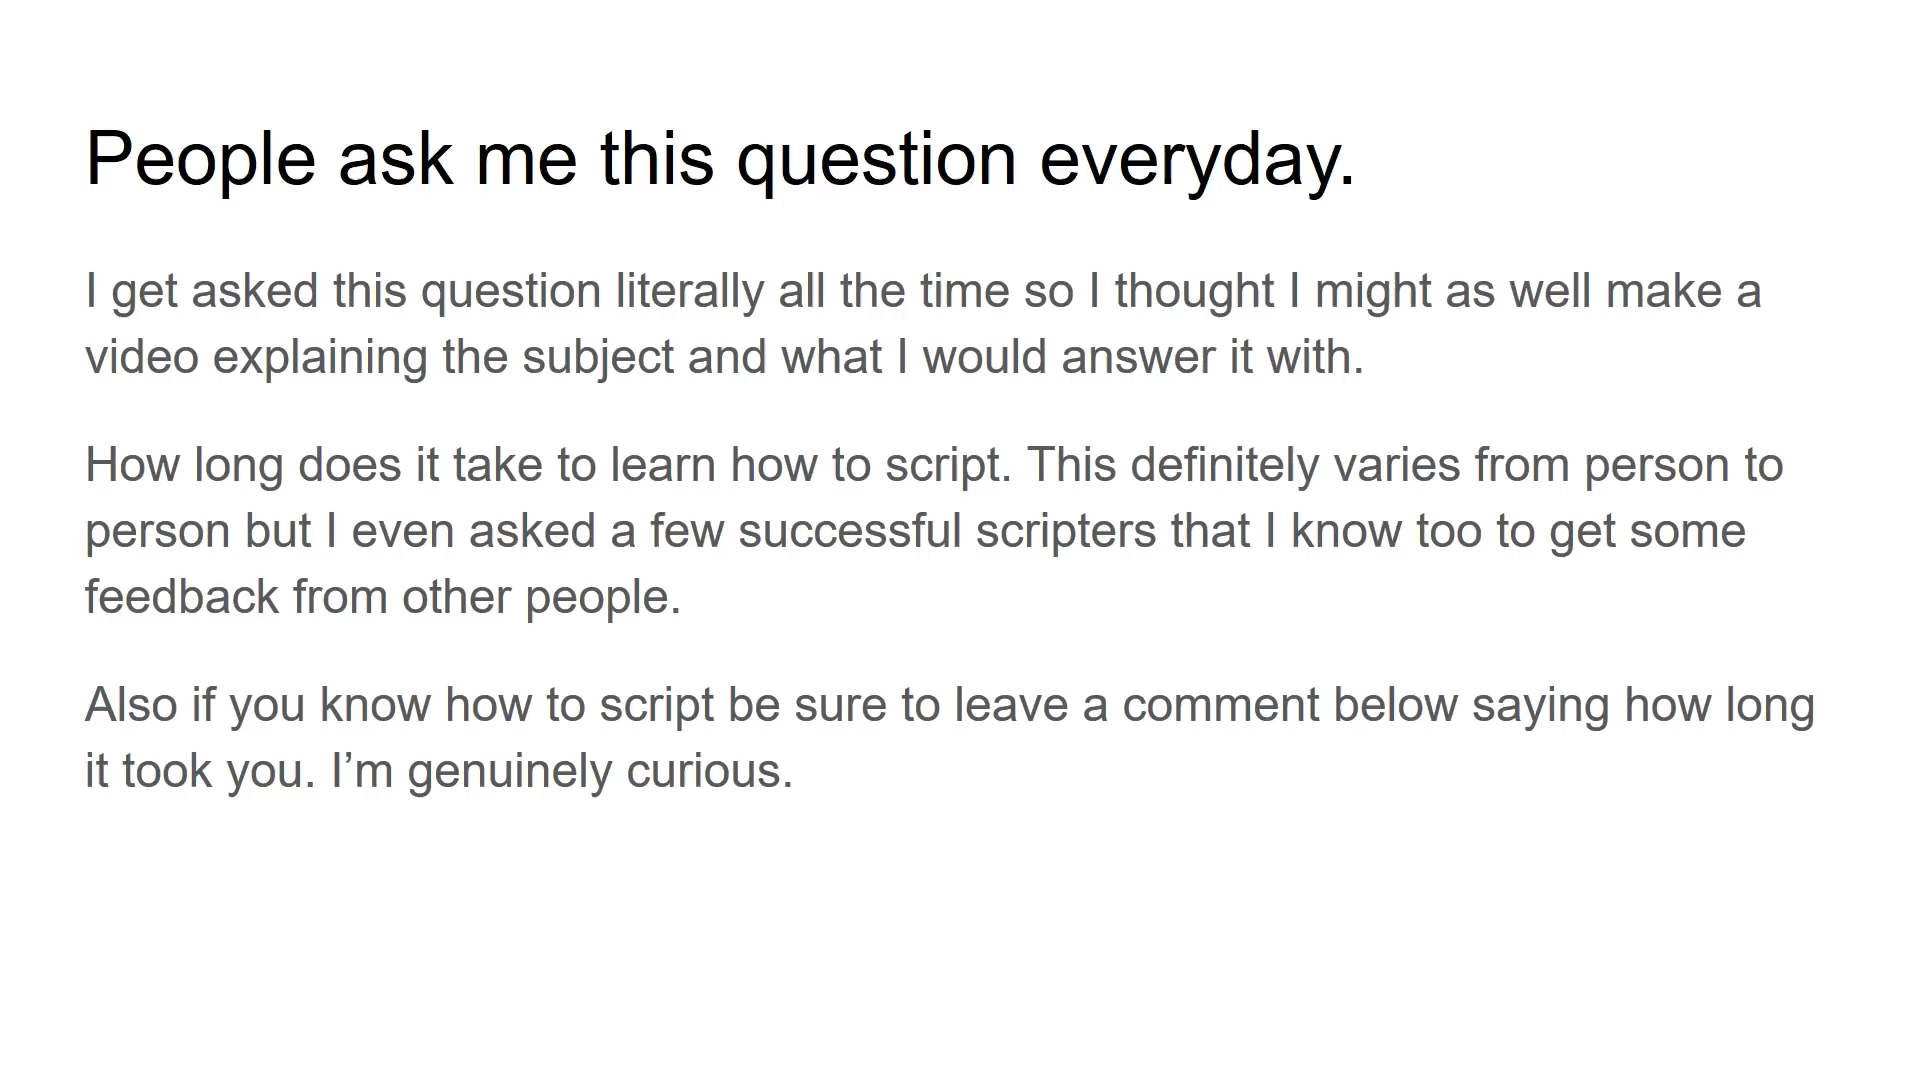 People ask me this question everyday.
I get asked this question literally all the time so I thought I might as well make a
video explaining the subject and what I would answer it with.
How long does it take to learn how to script. This definitely varies from person to
person but I even asked a few successful scripters that I know too to get some
feedback from other people.
Also if you know how to script be sure to leave a comment below saying how long
it took you. I’m genuinely curious.